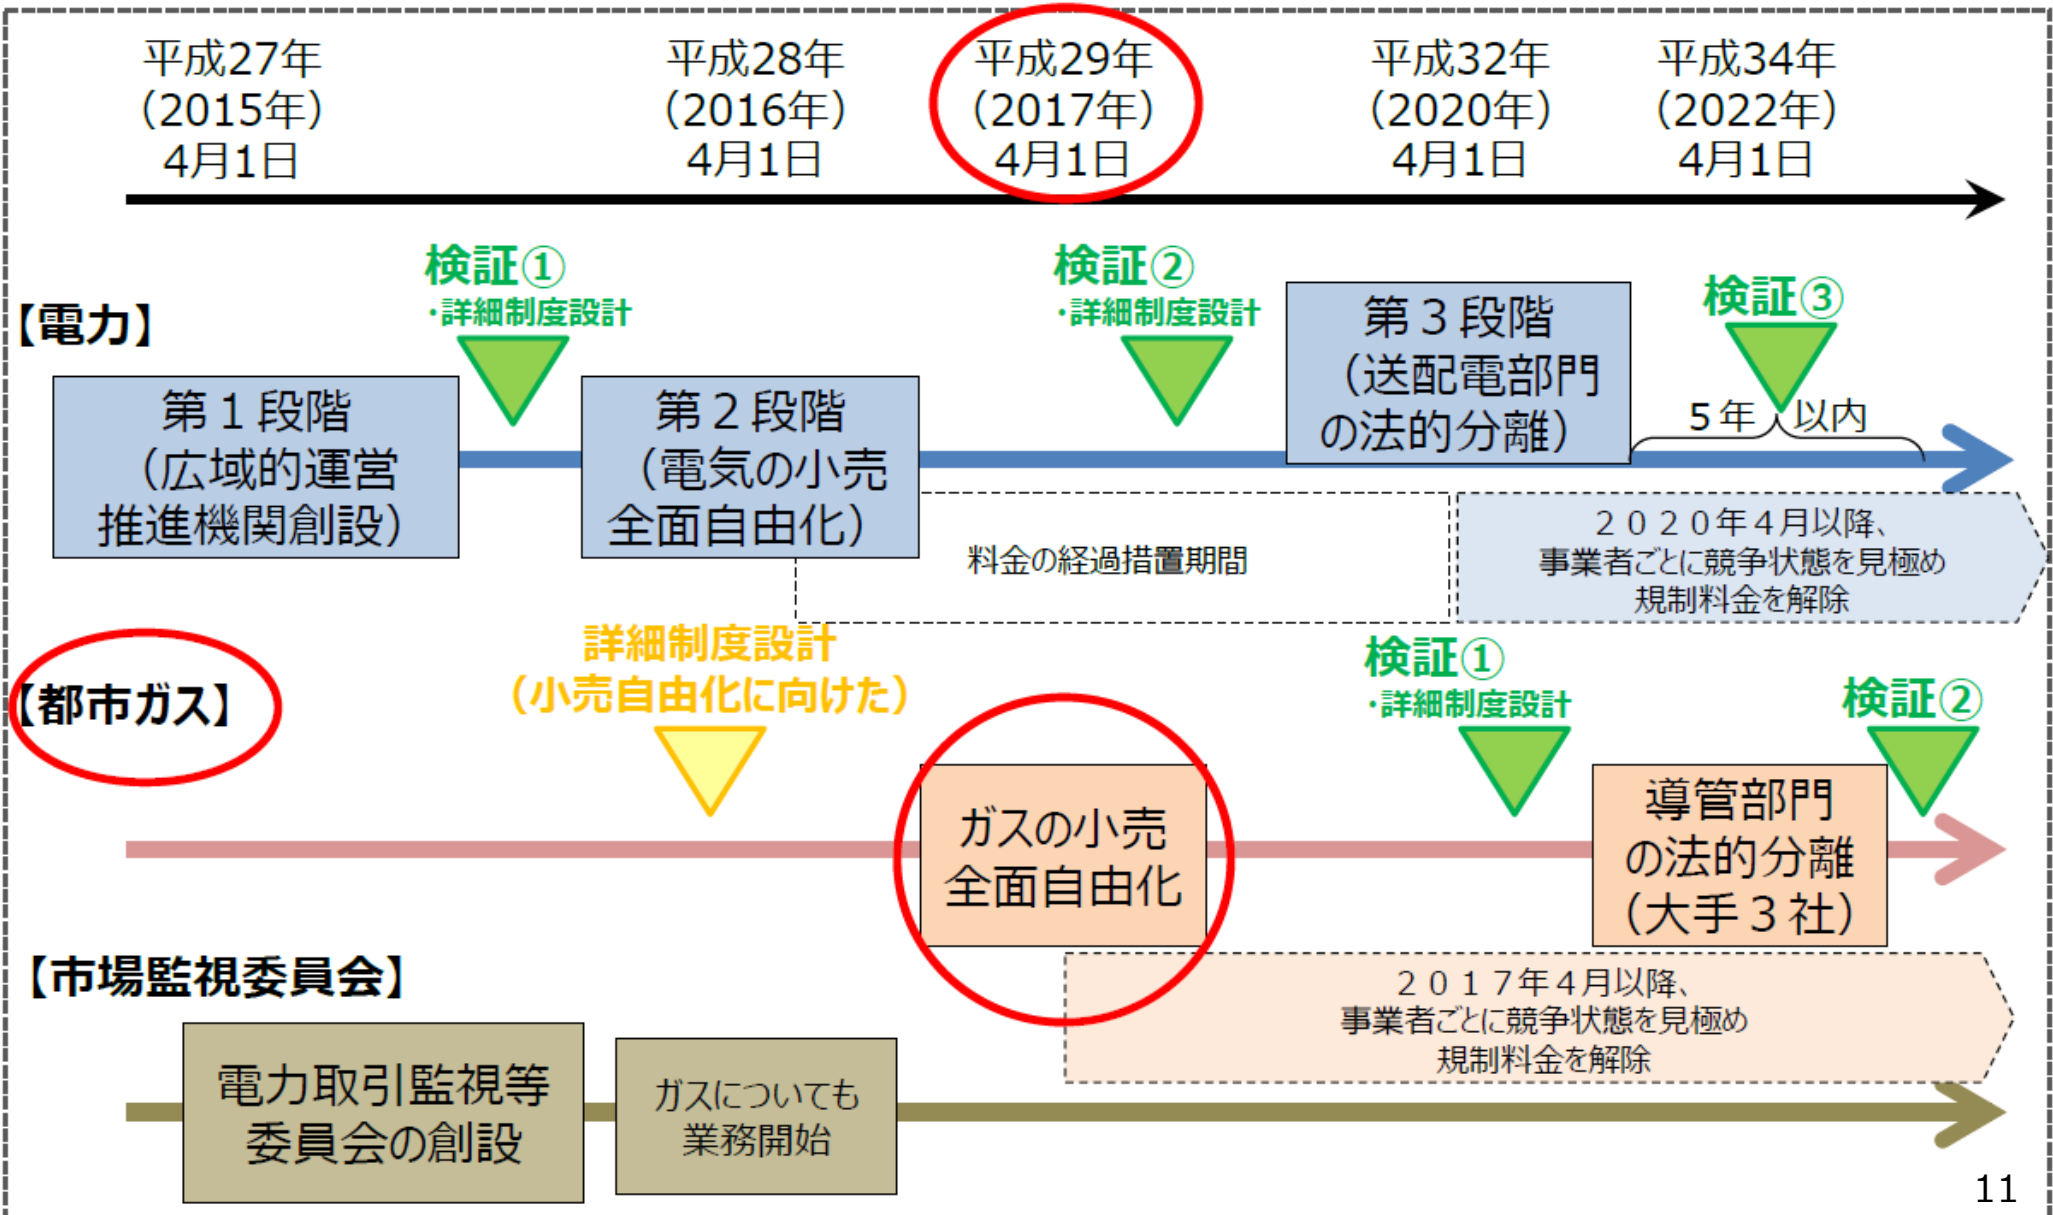 平成27年
（2015年）
4月1日
平成28年
（2016年）
4月1日
平成29年
（2017年）
4月1日
平成32年
（2020年）
4月1日
平成34年
（2022年）
4月1日
【電力】
検証①
・詳細制度設計
検証②
・詳細制度設計
検証③
第１段階
（広域的運営
推進機関創設）
第２段階
（電気の小売
全面自由化）
第３段階
（送配電部門
の法的分離）
５年 以内
料金の経過措置期間
２０２０年４月以降、
事業者ごとに競争状態を見極め
規制料金を解除
【都市ガス】
詳細制度設計
（小売自由化に向けた）
検証①
・詳細制度設計
検証②
ガスの小売
全面自由化
導管部門
の法的分離
（大手３社）
２０１７年４月以降、
事業者ごとに競争状態を見極め
規制料金を解除
【市場監視委員会】
電力取引監視等
委員会の創設
ガスについても
業務開始
11